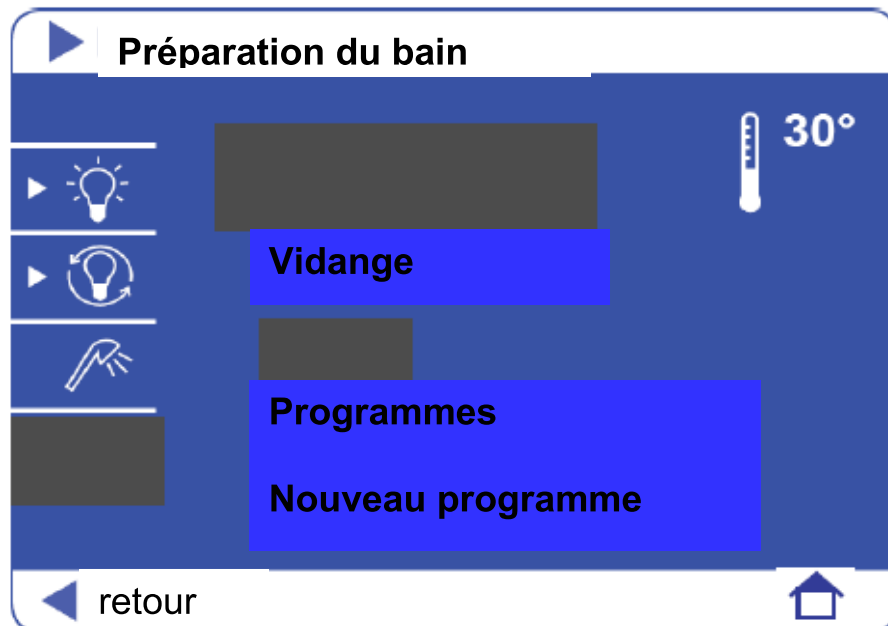 Préparation du bain
30°
Vidange
Programmes
Nouveau programme
retour